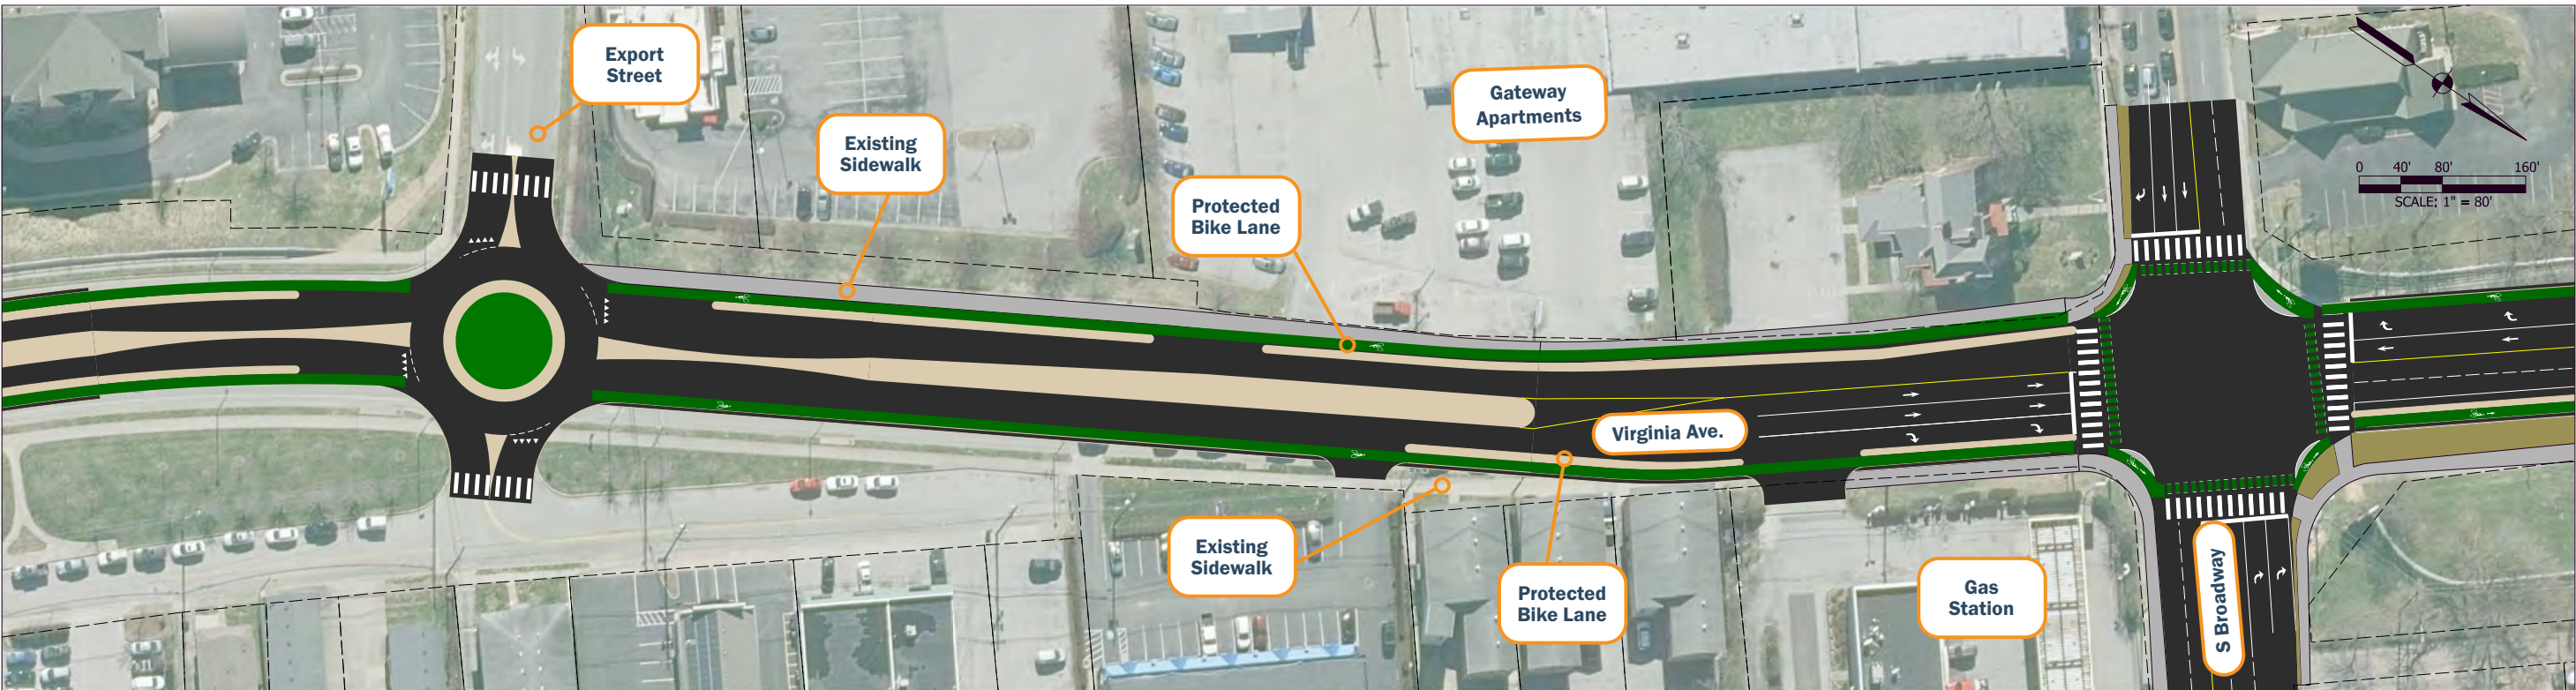 Export
Street
Existing
Sidewalk
Protected
Bike Lane
Gateway
Apartments
0 40' 80' 160'
SCALE: 1" = 80'
Virginia Ave.
Existing
Sidewalk
Protected
Bike Lane
Gas
Station
S Broadway